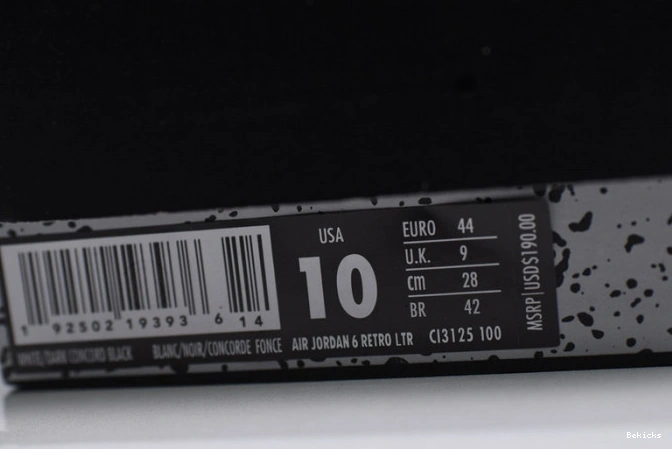 USA
10
EURO 44
U.K. 9
cm 28
BR 42
MSRP|USD$190.00
1 92502 19393 6 14
WHITE/DARK CONCORD BLACK
BLANC/NOIR/CONCORDE FONCE
AIR JORDAN 6 RETRO LTR
CI3125 100
Bekicks